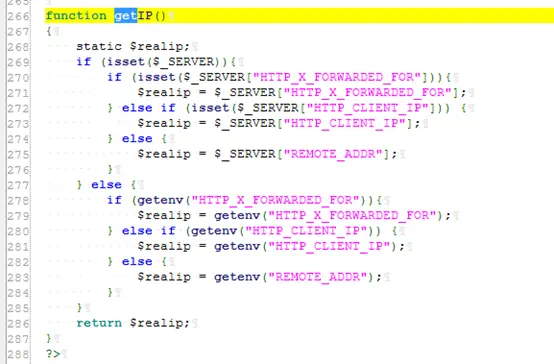 265
266 function getIP()
267 {
268 static $realip;
269 if (isset($_SERVER)){
270 if (isset($_SERVER["HTTP_X_FORWARDED_FOR"])){
271 $realip = $_SERVER["HTTP_X_FORWARDED_FOR"];
272 } else if (isset($_SERVER["HTTP_CLIENT_IP"])) {
273 $realip = $_SERVER["HTTP_CLIENT_IP"];
274 } else {
275 $realip = $_SERVER["REMOTE_ADDR"];
276 }
277 } else {
278 if (getenv("HTTP_X_FORWARDED_FOR")){
279 $realip = getenv("HTTP_X_FORWARDED_FOR");
280 } else if (getenv("HTTP_CLIENT_IP")) {
281 $realip = getenv("HTTP_CLIENT_IP");
282 } else {
283 $realip = getenv("REMOTE_ADDR");
284 }
285 }
286 return $realip;
287 }
288 ?>